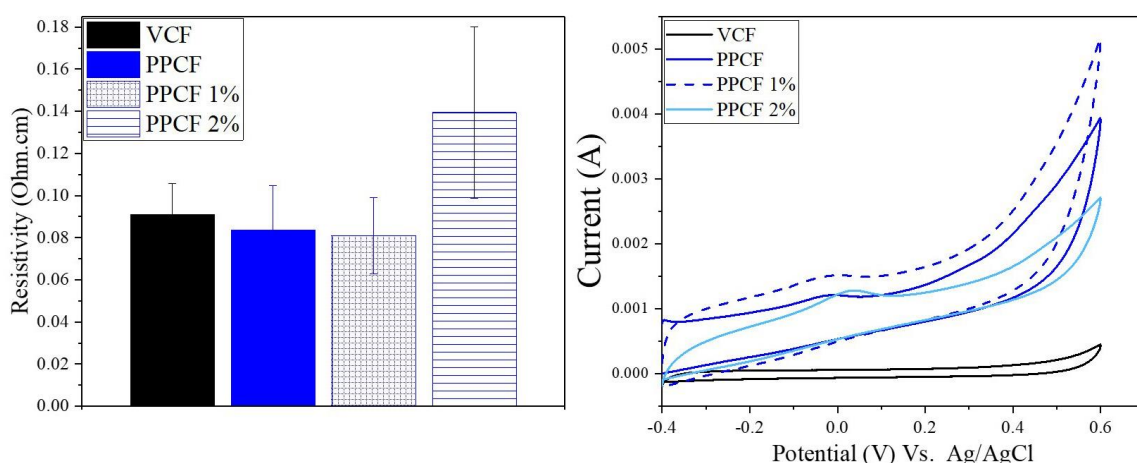 0.18
0.16
0.14
0.12
0.10
0.08
0.06
0.04
0.02
0.00
Resistivity (Ohm.cm)
VCF
PPCF
PPCF 1%
PPCF 2%
0.005
0.004
0.003
0.002
0.001
0.000
Current (A)
VCF
PPCF
PPCF 1%
PPCF 2%
-0.4 -0.2 0.0 0.2 0.4 0.6
Potential (V) Vs. Ag/AgCl